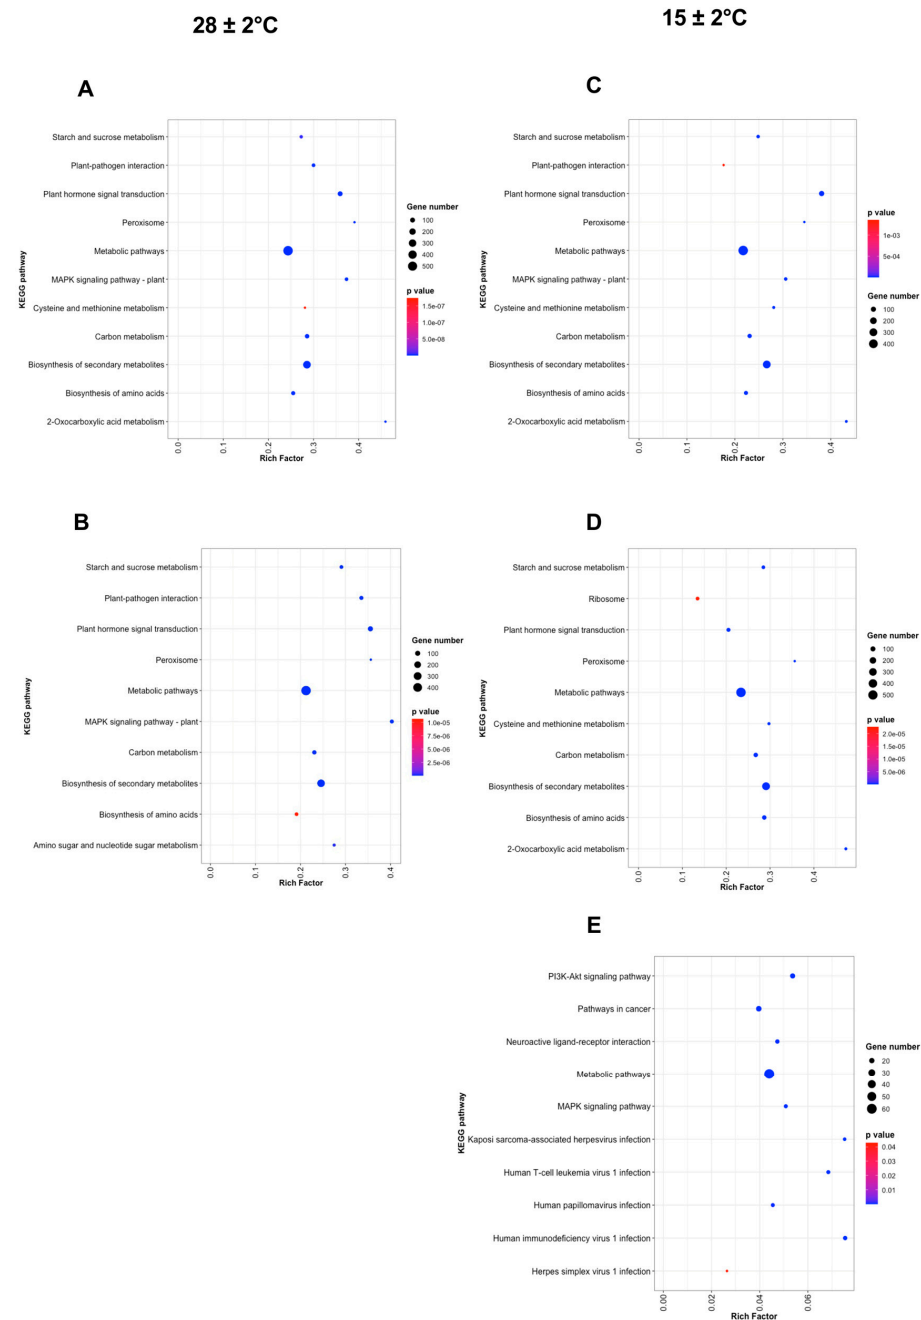 28 ± 2°C
15 ± 2°C
A
KEGG pathway
Starch and sucrose metabolism
Plant-pathogen interaction
Plant hormone signal transduction
Peroxisome
Metabolic pathways
MAPK signaling pathway - plant
Cysteine and methionine metabolism
Carbon metabolism
Biosynthesis of secondary metabolites
Biosynthesis of amino acids
2-Oxocarboxylic acid metabolism
0.0
0.1
0.2
0.3
0.4
Rich Factor
Gene number
100
200
300
400
500
p value
1.5e-07
1.0e-07
5.0e-08
C
KEGG pathway
Starch and sucrose metabolism
Plant-pathogen interaction
Plant hormone signal transduction
Peroxisome
Metabolic pathways
MAPK signaling pathway - plant
Cysteine and methionine metabolism
Carbon metabolism
Biosynthesis of secondary metabolites
Biosynthesis of amino acids
2-Oxocarboxylic acid metabolism
0.0
0.1
0.2
0.3
0.4
Rich Factor
p value
1e-03
5e-04
Gene number
100
200
300
400
B
KEGG pathway
Starch and sucrose metabolism
Plant-pathogen interaction
Plant hormone signal transduction
Peroxisome
Metabolic pathways
MAPK signaling pathway - plant
Carbon metabolism
Biosynthesis of secondary metabolites
Biosynthesis of amino acids
Amino sugar and nucleotide sugar metabolism
0.0
0.1
0.2
0.3
0.4
Rich Factor
Gene number
100
200
300
400
p value
1.0e-05
7.5e-06
5.0e-06
2.5e-06
D
KEGG pathway
Starch and sucrose metabolism
Ribosome
Plant hormone signal transduction
Peroxisome
Metabolic pathways
Cysteine and methionine metabolism
Carbon metabolism
Biosynthesis of secondary metabolites
Biosynthesis of amino acids
2-Oxocarboxylic acid metabolism
0.0
0.1
0.2
0.3
0.4
Rich Factor
Gene number
100
200
300
400
500
p value
2.0e-05
1.5e-05
1.0e-05
5.0e-06
E
KEGG pathway
PI3K-Akt signaling pathway
Pathways in cancer
Neuroactive ligand-receptor interaction
Metabolic pathways
MAPK signaling pathway
Kaposi sarcoma-associated herpesvirus infection
Human T-cell leukemia virus 1 infection
Human papillomavirus infection
Human immunodeficiency virus 1 infection
Herpes simplex virus 1 infection
0.00
0.02
0.04
0.06
Rich Factor
Gene number
20
30
40
50
60
p value
0.04
0.03
0.02
0.01